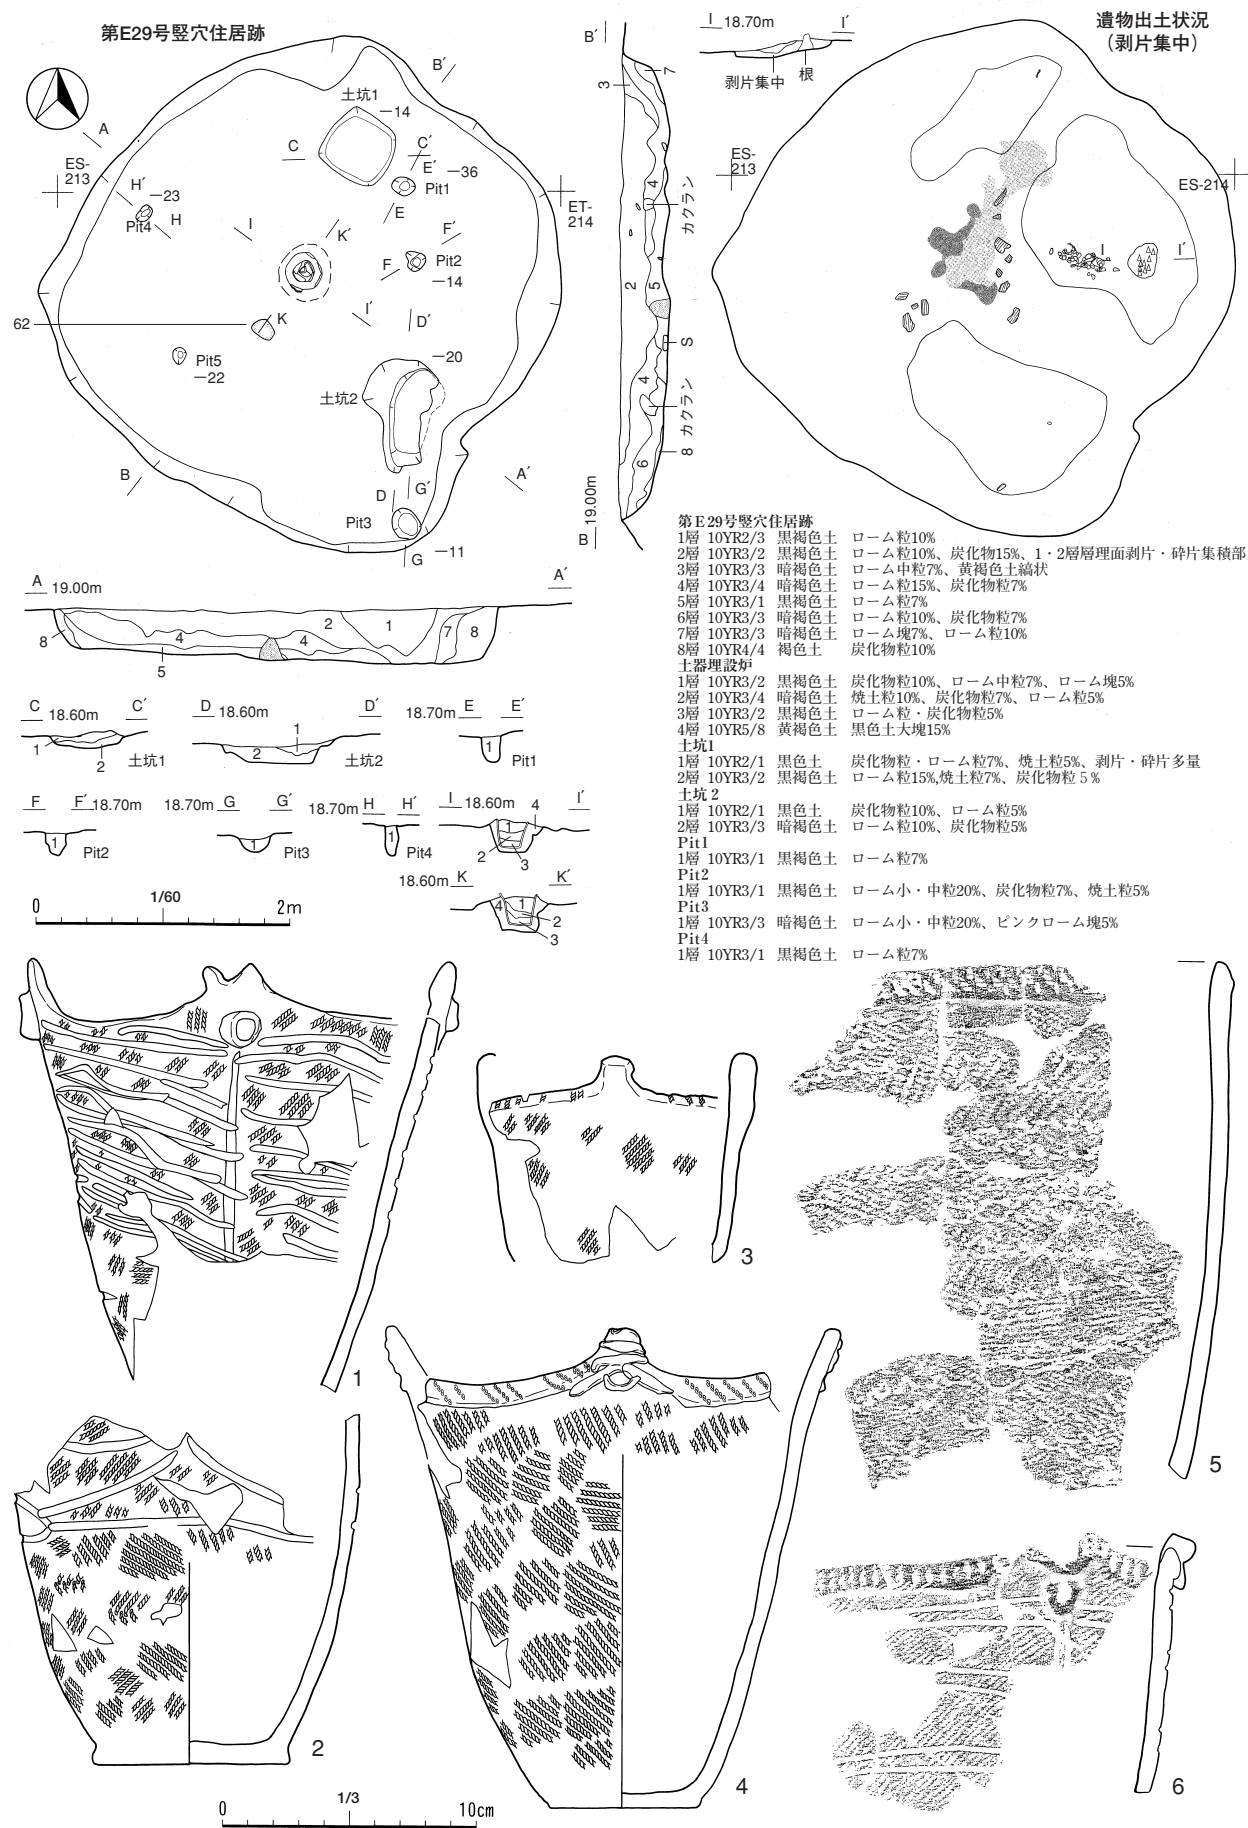 第E29号竪穴住居跡
遺物出土状況
(剥片集中)
I 18.70m I′
剥片集中 根
B′
3
7
4
カクラン
2
5
S
4
カクラン
8
6
B 19.00m
B′
A
ES-
213
土坑1
-14
C
C′
E′
-36
Pit1
E
ET-
214
H′
-23
Pit4
H
I
K′
F′
F
Pit2
-14
I′
D′
62
K
Pit5
-22
-20
土坑2
B
A′
D
G′
Pit3
G
-11
ES-
213
ES-214
I
I′
A 19.00m A′
8
4
5
4
2
1
7
8
C 18.60m C′
1
2
土坑1
D 18.60m D′
1
2
土坑2
18.70m E E′
1
Pit1
F F′ 18.70m
1
Pit2
18.70m G G′
1
Pit3
18.70m H H′
1
Pit4
I 18.60m I′
1
4
2
3
18.60m K K′
4
1
2
3
0 1/60 2m
第E29号竪穴住居跡
1層 10YR2/3 黒褐色土 ローム粒10%
2層 10YR3/2 黒褐色土 ローム粒10%、炭化物15%、1・2層層理面剥片・砕片集積部
3層 10YR3/3 暗褐色土 ローム中粒7%、黄褐色土縞状
4層 10YR3/4 暗褐色土 ローム粒15%、炭化物粒7%
5層 10YR3/1 黒褐色土 ローム粒7%
6層 10YR3/3 暗褐色土 ローム粒10%、炭化物粒7%
7層 10YR3/3 暗褐色土 ローム塊7%、ローム粒10%
8層 10YR4/4 褐色土 炭化物粒10%
土器埋設炉
1層 10YR3/2 黒褐色土 炭化物粒10%、ローム中粒7%、ローム塊5%
2層 10YR3/4 暗褐色土 焼土粒10%、炭化物粒7%、ローム粒5%
3層 10YR3/2 黒褐色土 ローム粒・炭化物粒5%
4層 10YR5/8 黄褐色土 黒色土大塊15%
土坑1
1層 10YR2/1 黒色土 炭化物粒・ローム粒7%、焼土粒5%、剥片・砕片多量
2層 10YR3/2 黒褐色土 ローム粒15%,焼土粒7%、炭化物粒5%
土坑2
1層 10YR2/1 黒色土 炭化物粒10%、ローム粒5%
2層 10YR3/3 暗褐色土 ローム粒10%、炭化物粒5%
Pit1
1層 10YR3/1 黒褐色土 ローム粒7%
Pit2
1層 10YR3/1 黒褐色土 ローム小・中粒20%、炭化物粒7%、焼土粒5%
Pit3
1層 10YR3/3 暗褐色土 ローム小・中粒20%、ピンクローム塊5%
Pit4
1層 10YR3/1 黒褐色土 ローム粒7%
1
3
5
2
4
6
0 1/3 10cm